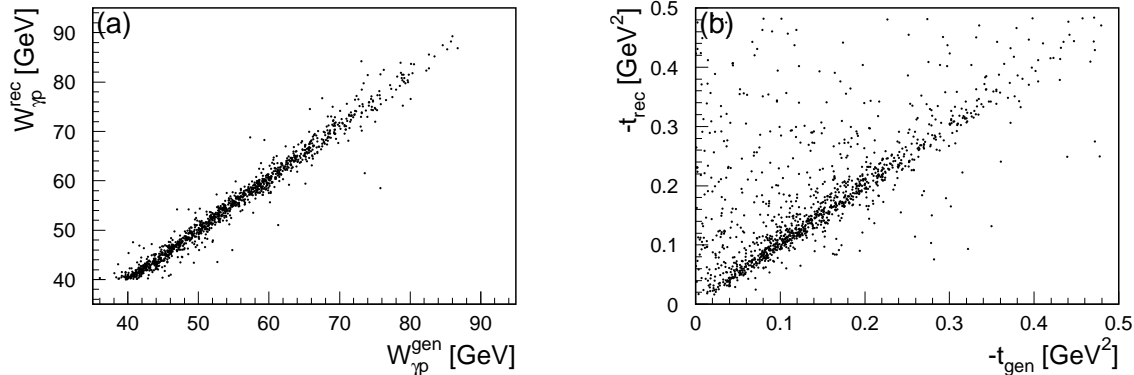 (a)
W_γp^rec [GeV]
90
80
70
60
50
40
40 50 60 70 80 90
W_γp^gen [GeV]
(b)
-t_rec [GeV^2]
0.5
0.4
0.3
0.2
0.1
0
0 0.1 0.2 0.3 0.4 0.5
-t_gen [GeV^2]